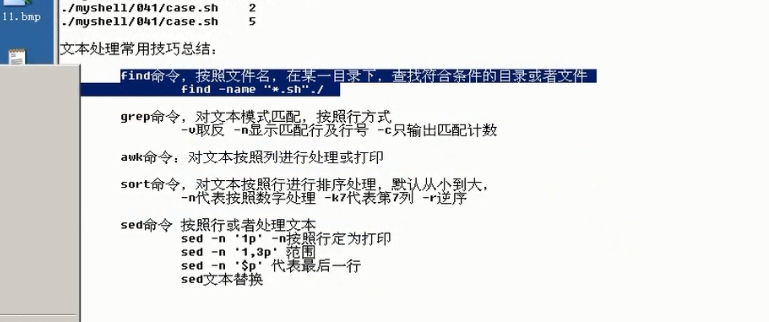 ./myshell/041/case.sh 2
./myshell/041/case.sh 5
11.bmp
文本处理常用技巧总结：
find命令，按照文件名，在某一目录下，查找符合条件的目录或者文件
find -name "*.sh"./
grep命令，对文本模式匹配，按照行方式
-v取反 -n显示匹配行及行号 -c只输出匹配计数
awk命令：对文本按照列进行处理或打印
sort命令，对文本按照行进行排序处理，默认从小到大，
-n代表按照数字处理 -k7代表第7列 -r逆序
sed命令 按照行或者处理文本
sed -n '1p' -n按照行定为打印
sed -n '1,3p' 范围
sed -n '$p' 代表最后一行
sed文本替换